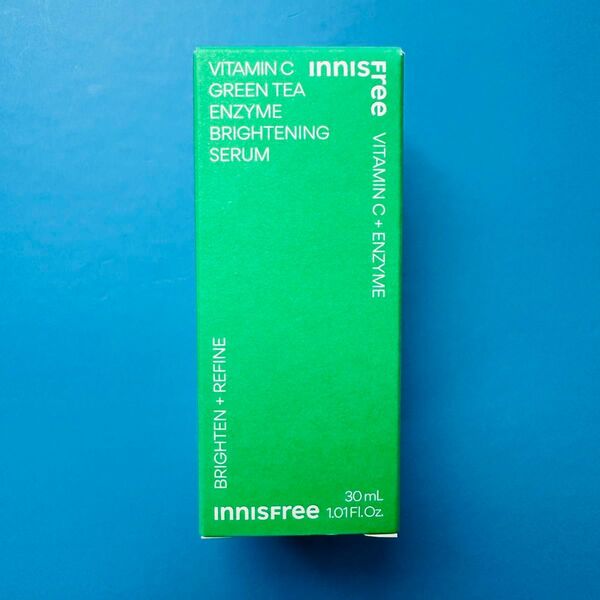 VITAMIN C
GREEN TEA
ENZYME
BRIGHTENING
SERUM
INNISFree
VITAMIN C + ENZYME
BRIGHTEN + REFINE
INNISFree
30 mL
1.01 Fl. Oz.